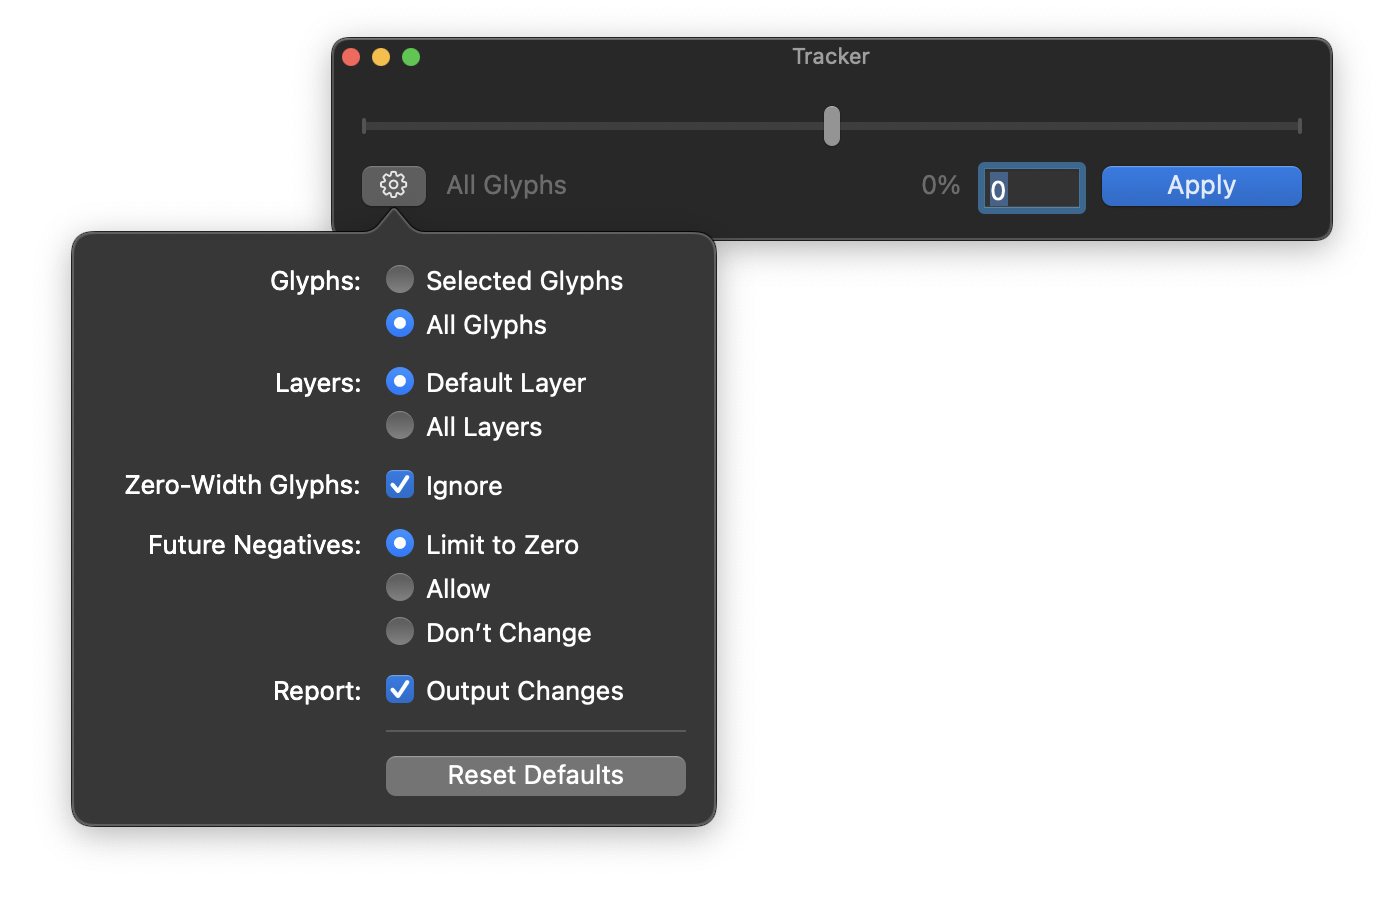 Tracker
All Glyphs 0% 0 Apply
Glyphs: Selected Glyphs
All Glyphs
Layers: Default Layer
All Layers
Zero-Width Glyphs: Ignore
Future Negatives: Limit to Zero
Allow
Don’t Change
Report: Output Changes
Reset Defaults